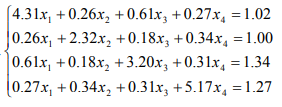 4.31x₁ + 0.26x₂ + 0.61x₃ + 0.27x₄ = 1.02
0.26x₁ + 2.32x₂ + 0.18x₃ + 0.34x₄ = 1.00
0.61x₁ + 0.18x₂ + 3.20x₃ + 0.31x₄ = 1.34
0.27x₁ + 0.34x₂ + 0.31x₃ + 5.17x₄ = 1.27